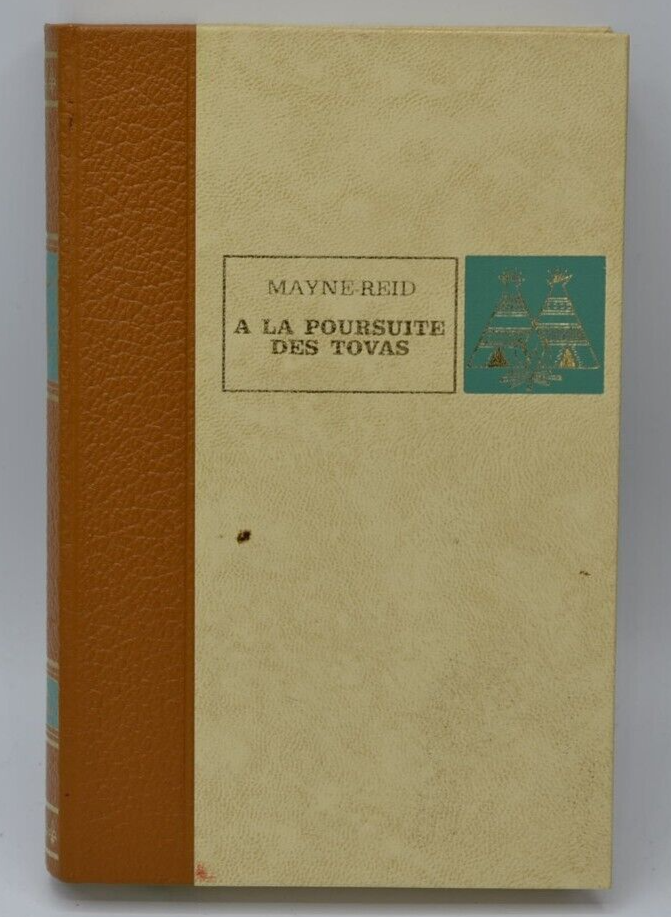 MAYNE-REID
A LA POURSUITE
DES TOVAS